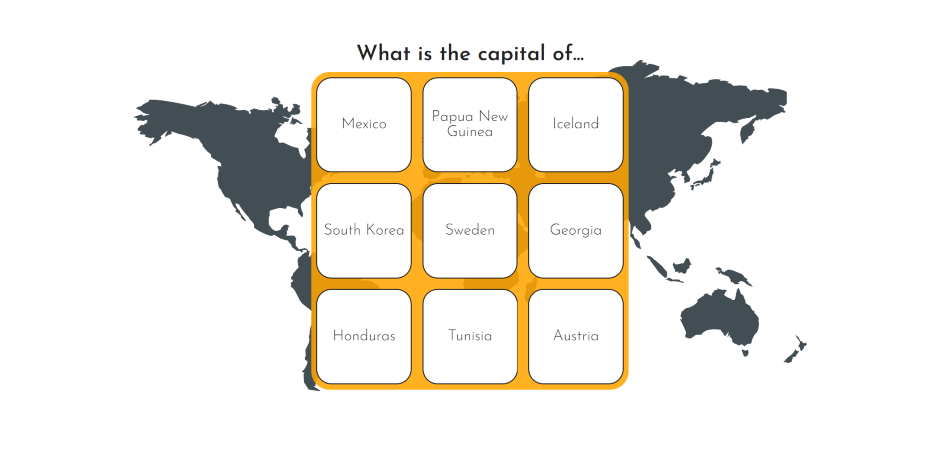 What is the capital of...
Mexico
Papua New
Guinea
Iceland
South Korea
Sweden
Georgia
Honduras
Tunisia
Austria